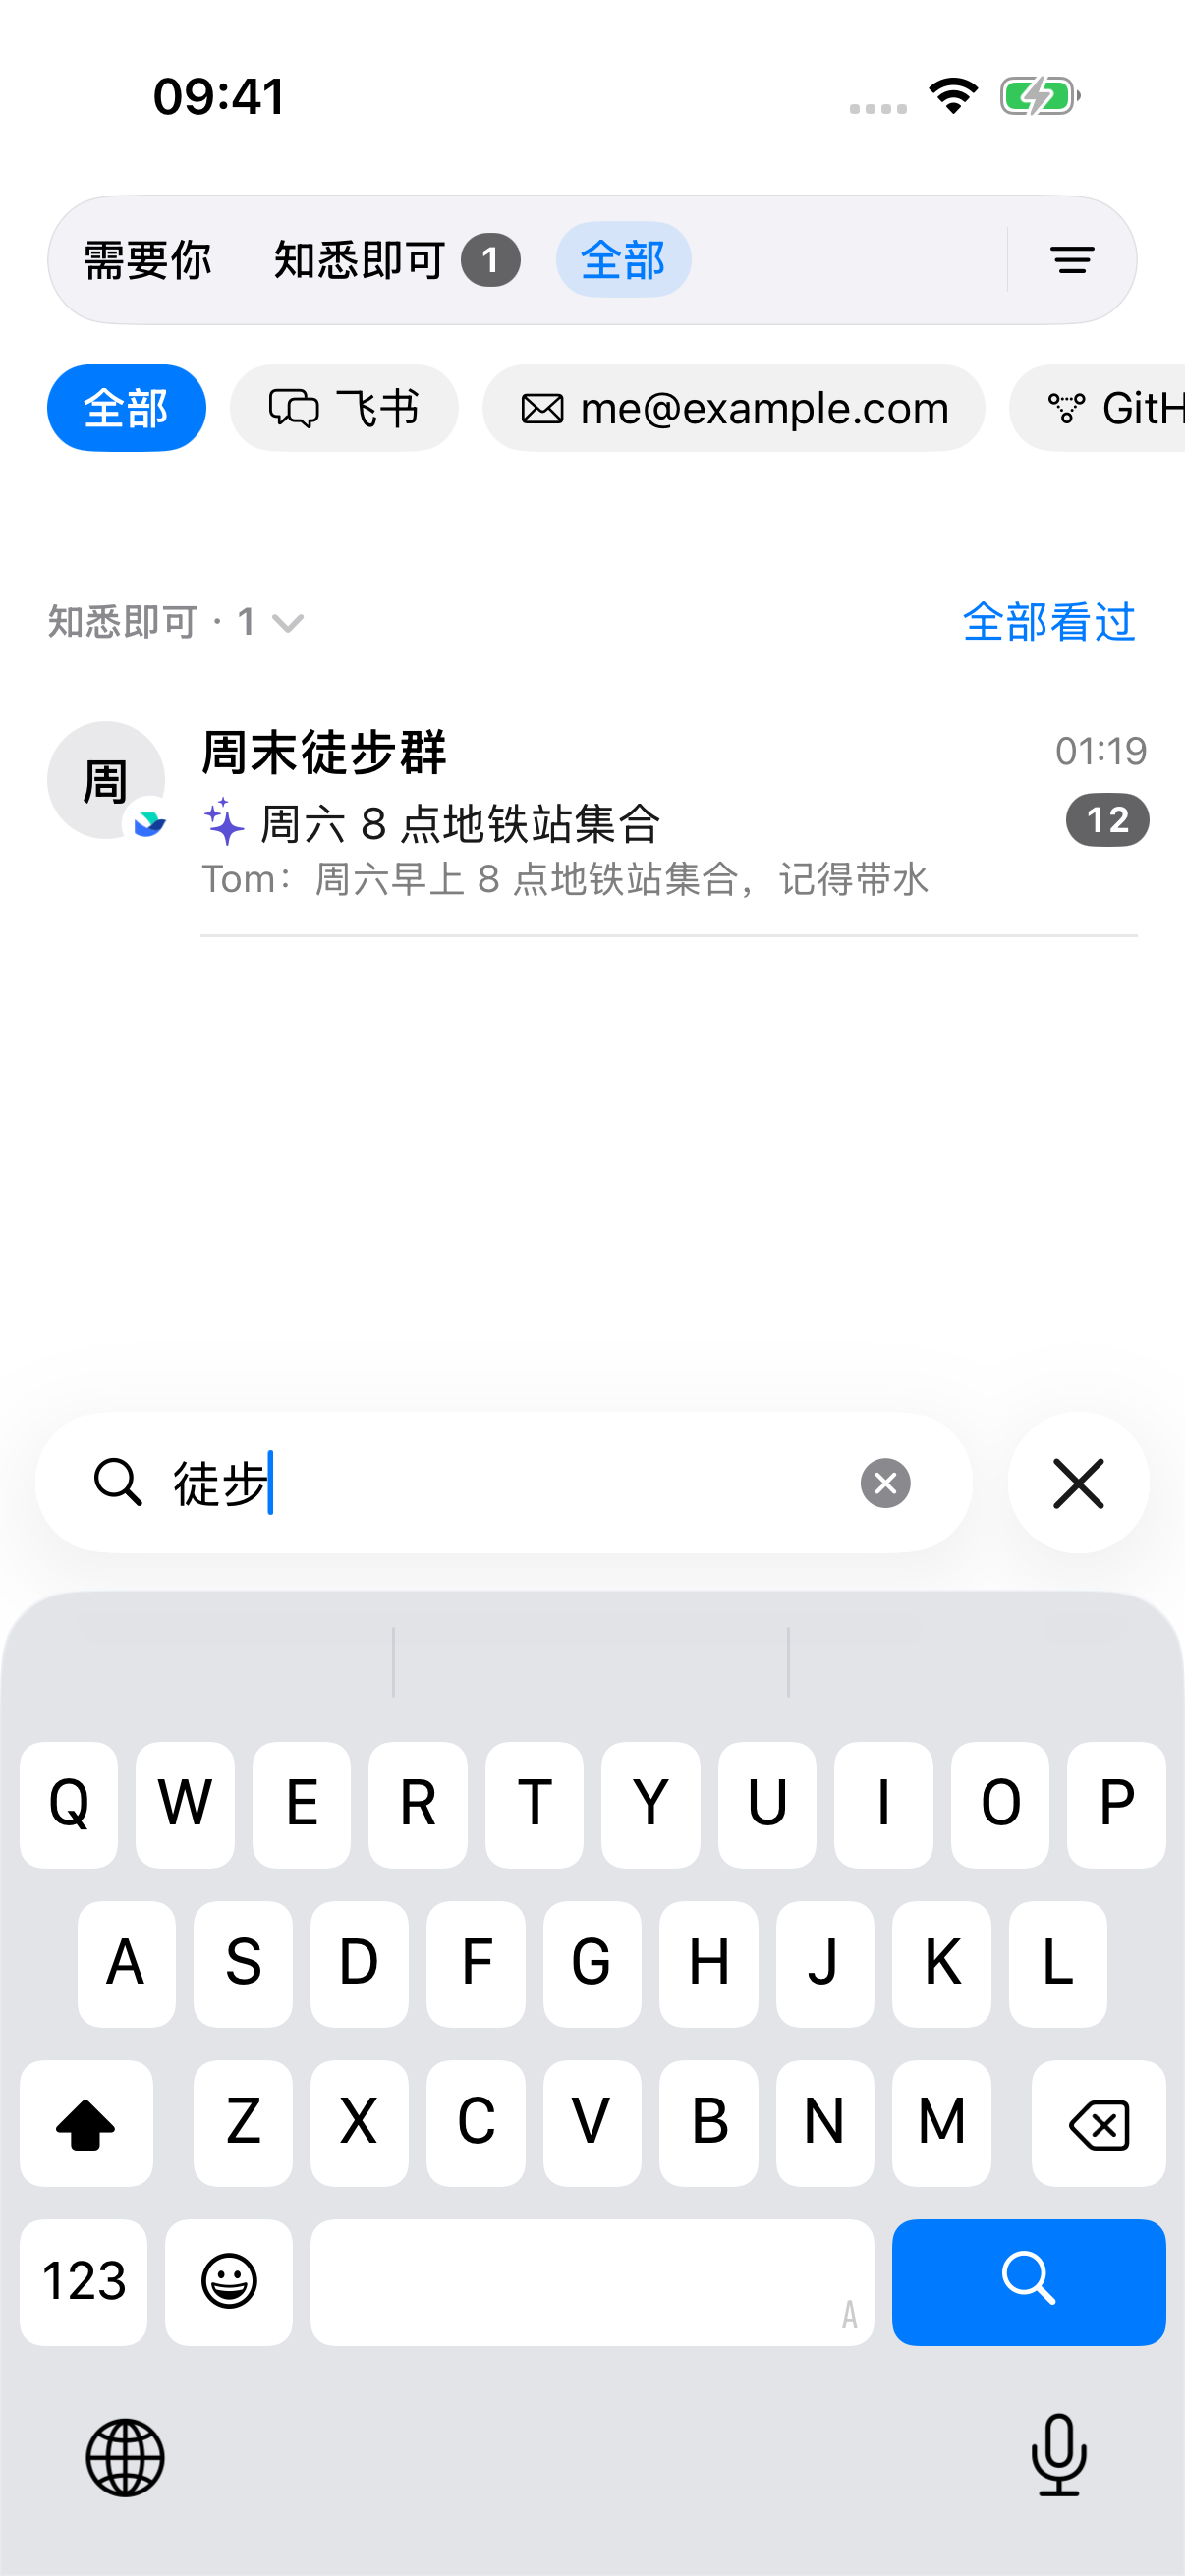 09:41
需要你 知悉即可 1 全部
全部 飞书 me@example.com GitH
知悉即可 · 1 全部看过
周 周末徒步群 01:19
周六 8 点地铁站集合 12
Tom：周六早上 8 点地铁站集合，记得带水
徒步
Q W E R T Y U I O P
A S D F G H J K L
Z X C V B N M
123 A